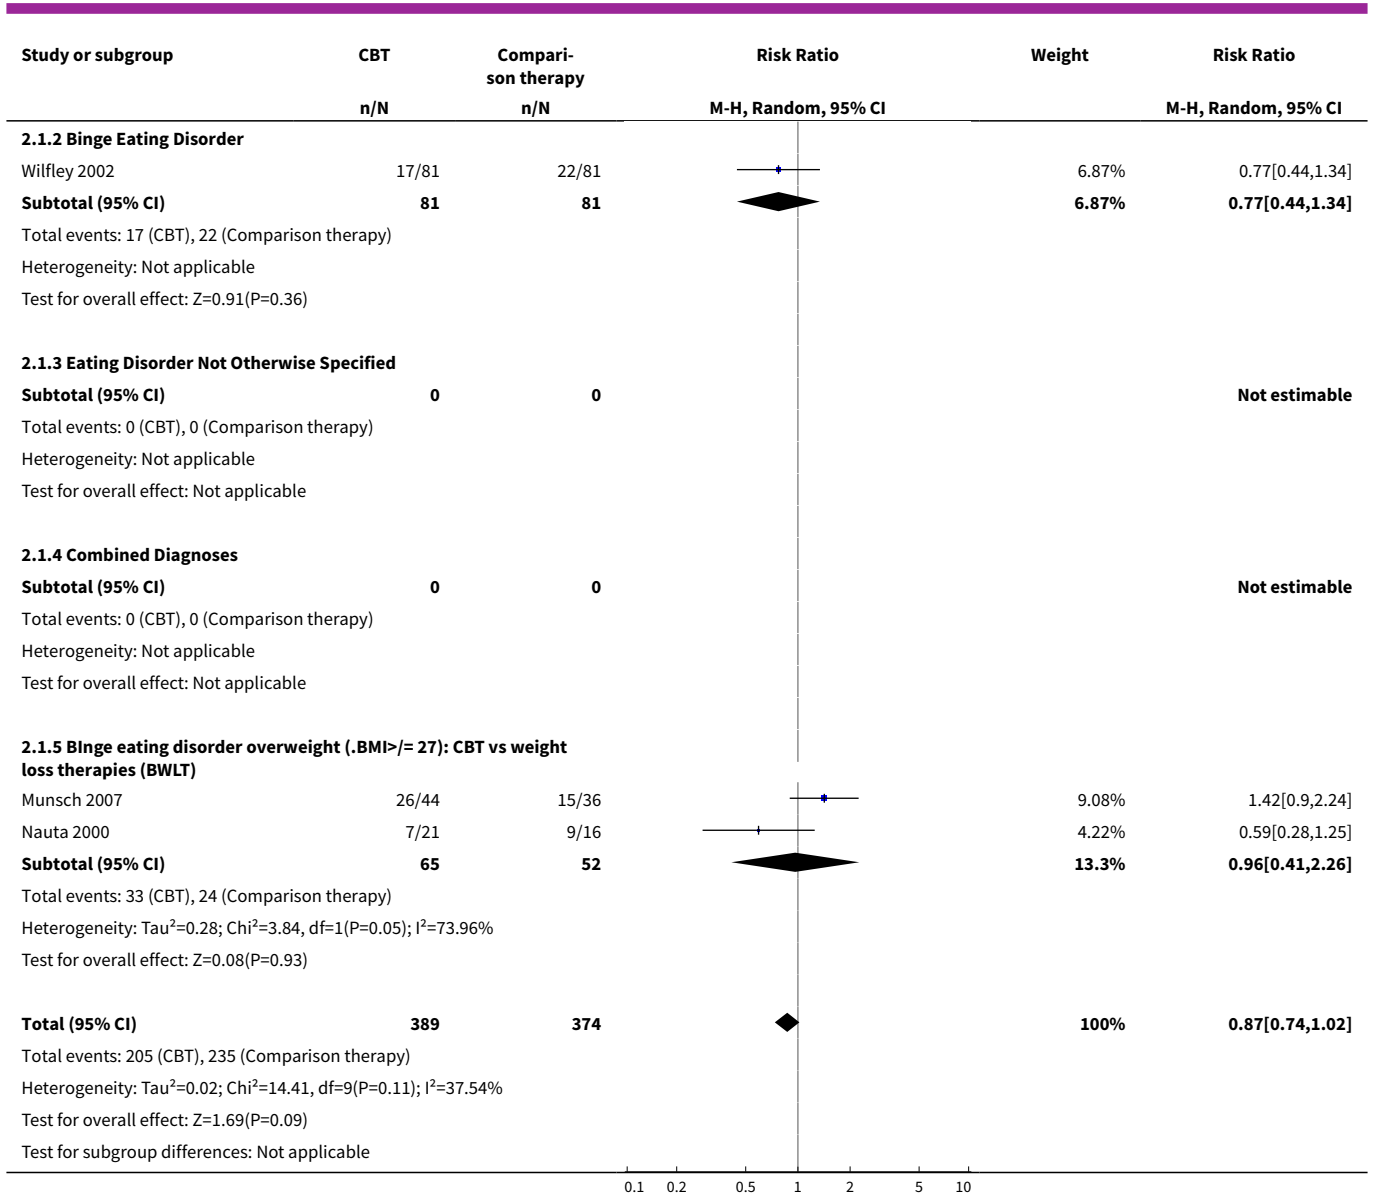 Study or subgroup CBT Compari- Risk Ratio Weight Risk Ratio
son therapy
n/N n/N M-H, Random, 95% CI M-H, Random, 95% CI
2.1.2 Binge Eating Disorder
Wilfley 2002 17/81 22/81 6.87% 0.77[0.44,1.34]
Subtotal (95% CI) 81 81 6.87% 0.77[0.44,1.34]
Total events: 17 (CBT), 22 (Comparison therapy)
Heterogeneity: Not applicable
Test for overall effect: Z=0.91(P=0.36)
2.1.3 Eating Disorder Not Otherwise Specified
Subtotal (95% CI) 0 0 Not estimable
Total events: 0 (CBT), 0 (Comparison therapy)
Heterogeneity: Not applicable
Test for overall effect: Not applicable
2.1.4 Combined Diagnoses
Subtotal (95% CI) 0 0 Not estimable
Total events: 0 (CBT), 0 (Comparison therapy)
Heterogeneity: Not applicable
Test for overall effect: Not applicable
2.1.5 BInge eating disorder overweight (.BMI>/= 27): CBT vs weight
loss therapies (BWLT)
Munsch 2007 26/44 15/36 9.08% 1.42[0.9,2.24]
Nauta 2000 7/21 9/16 4.22% 0.59[0.28,1.25]
Subtotal (95% CI) 65 52 13.3% 0.96[0.41,2.26]
Total events: 33 (CBT), 24 (Comparison therapy)
Heterogeneity: Tau²=0.28; Chi²=3.84, df=1(P=0.05); I²=73.96%
Test for overall effect: Z=0.08(P=0.93)
Total (95% CI) 389 374 100% 0.87[0.74,1.02]
Total events: 205 (CBT), 235 (Comparison therapy)
Heterogeneity: Tau²=0.02; Chi²=14.41, df=9(P=0.11); I²=37.54%
Test for overall effect: Z=1.69(P=0.09)
Test for subgroup differences: Not applicable
0.1 0.2 0.5 1 2 5 10